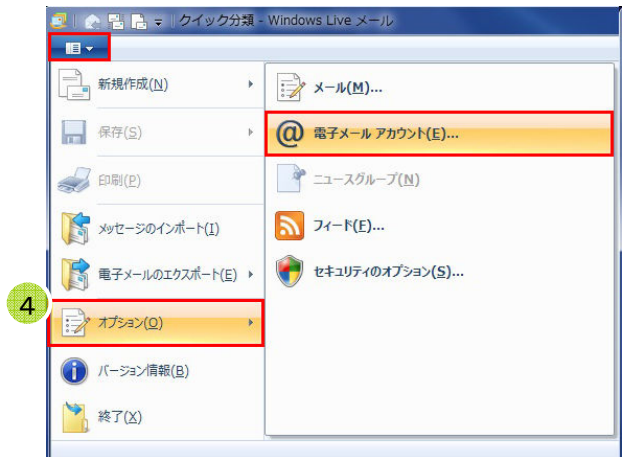 クイック分類 - Windows Live メール
新規作成(N)
保存(S)
印刷(P)
メッセージのインポート(I)
電子メールのエクスポート(E)
4
オプション(O)
バージョン情報(B)
終了(X)
メール(M)...
電子メール アカウント(E)...
ニュースグループ(N)
フィード(F)...
セキュリティのオプション(S)...